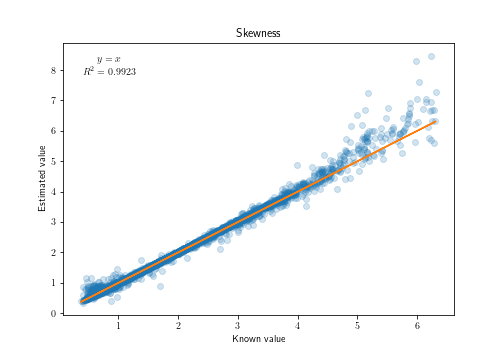 Skewness
y = x
R² = 0.9923
Estimated value
8
7
6
5
4
3
2
1
0
1 2 3 4 5 6
Known value